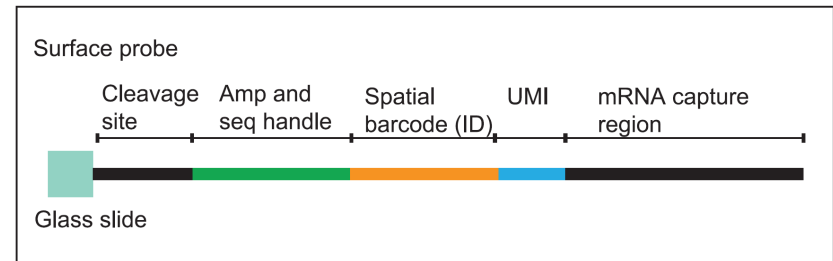 Surface probe
Cleavage site
Amp and seq handle
Spatial barcode (ID)
UMI
mRNA capture region
Glass slide